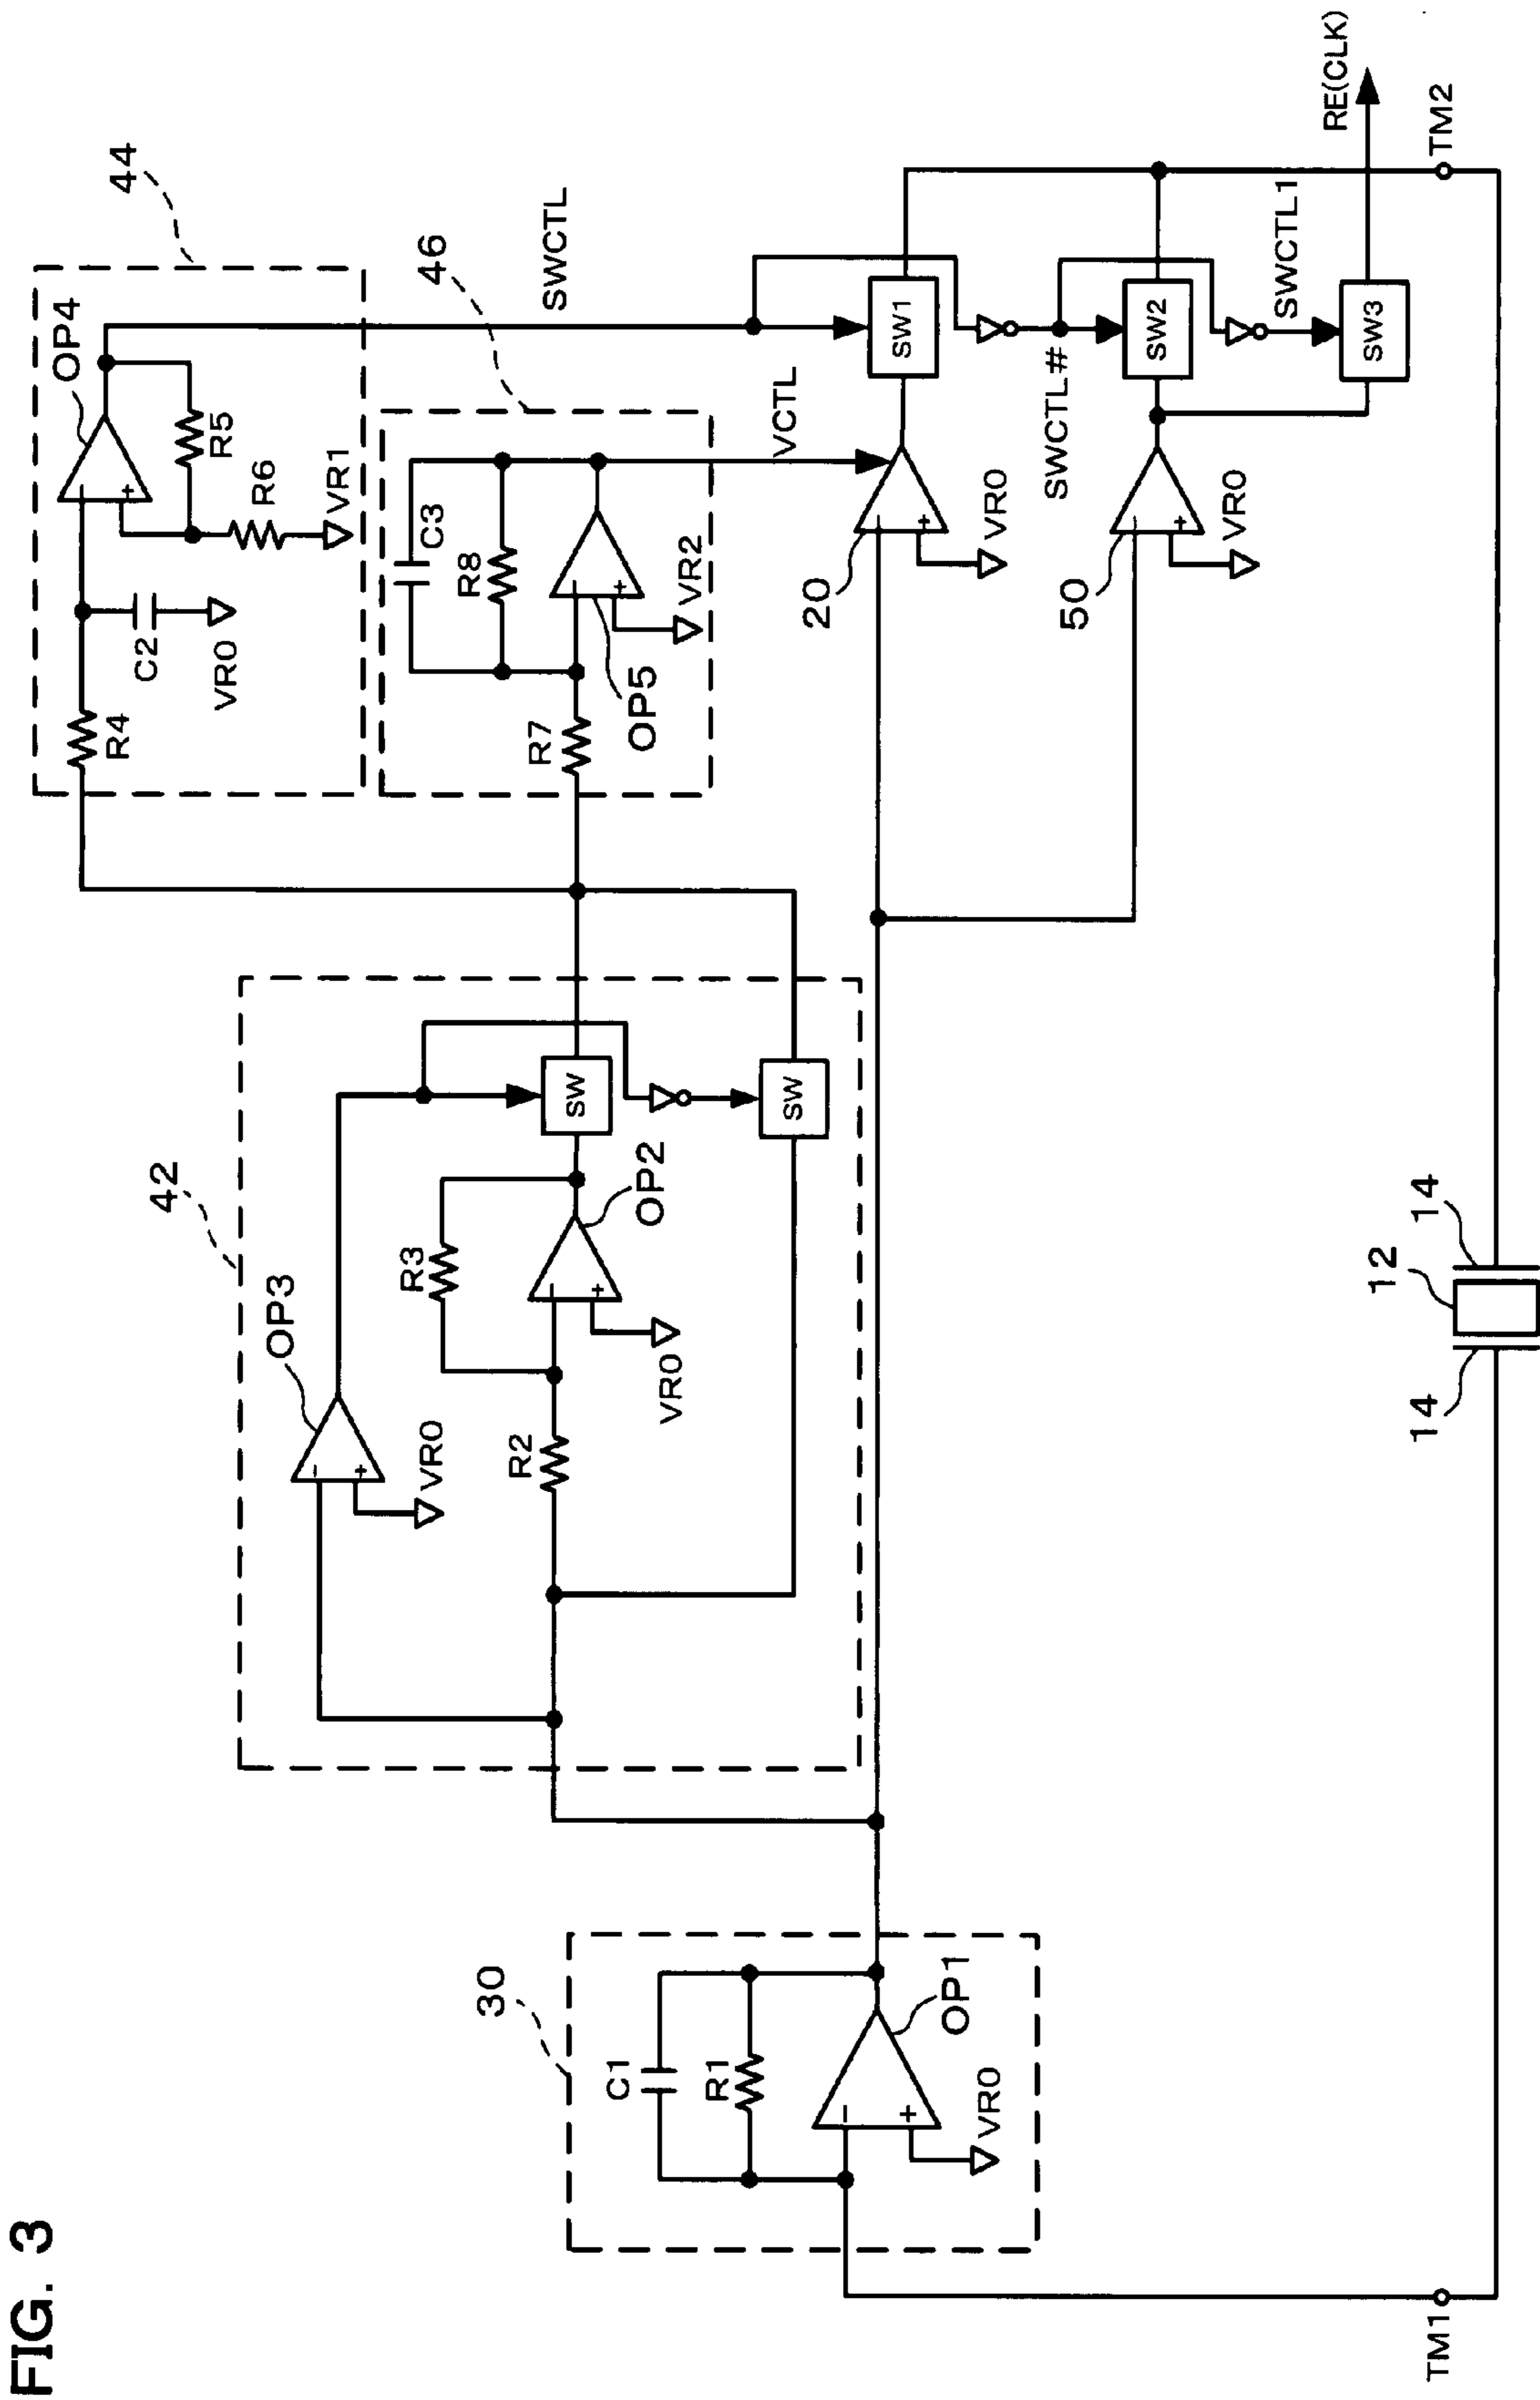 FIG. 3
44
OP4
R5
R6
VR1
R4
C2
VR0
SWCTL
46
C3
R8
R7
OP5
VR2
VCTL
20
VR0
SW1
SWCTL#
50
VR0
SW2
SWCTL1
SW3
RE(CLK)
TM2
42
OP3
VR0
R3
R2
OP2
VR0
SW
SW
30
C1
R1
OP1
VR0
TM1
14
12
14